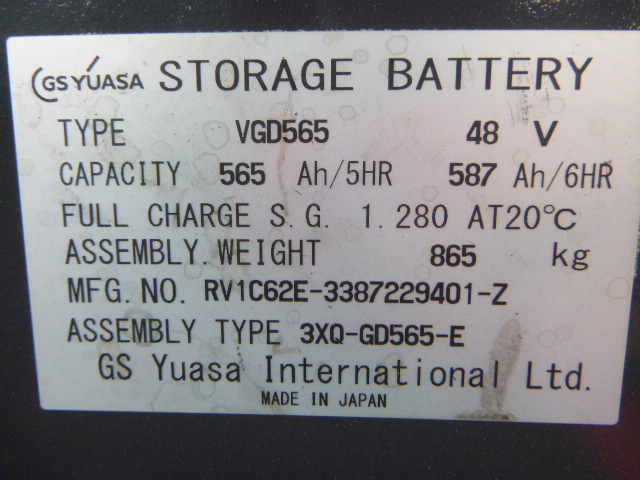 GS YUASA STORAGE BATTERY
TYPE VGD565 48 V
CAPACITY 565 Ah/5HR 587 Ah/6HR
FULL CHARGE S.G. 1.280 AT20℃
ASSEMBLY.WEIGHT 865 kg
MFG.NO. RV1C62E-3387229401-Z
ASSEMBLY TYPE 3XQ-GD565-E
GS Yuasa International Ltd.
MADE IN JAPAN